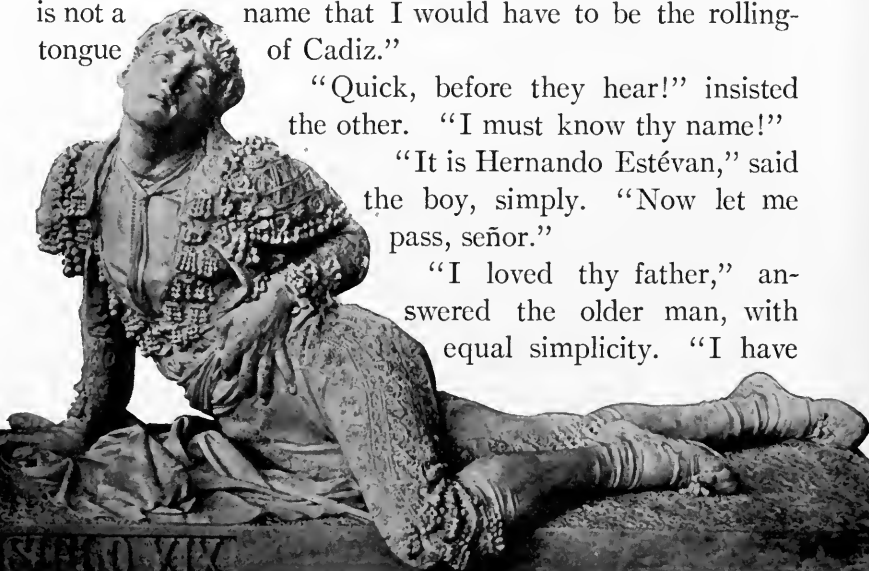 is not a name that I would have to be the rolling-
tongue of Cadiz.”
“Quick, before they hear!” insisted
the other. “I must know thy name!”
“It is Hernando Estévan,” said
the boy, simply. “Now let me
pass, señor.”
“I loved thy father,” an-
swered the older man, with
equal simplicity. “I have
SIGLO XIX